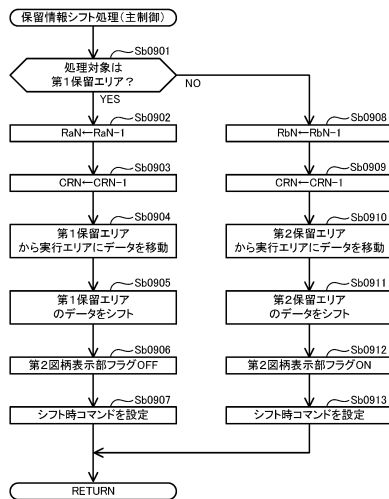 保留情報シフト処理(主制御)
Sb0901
処理対象は
第1保留エリア?
YES
NO
Sb0902
RaN←RaN-1
Sb0903
CRN←CRN-1
Sb0904
第1保留エリア
から実行エリアにデータを移動
Sb0905
第1保留エリア
のデータをシフト
Sb0906
第2図柄表示部フラグOFF
Sb0907
シフト時コマンドを設定
Sb0908
RbN←RbN-1
Sb0909
CRN←CRN-1
Sb0910
第2保留エリア
から実行エリアにデータを移動
Sb0911
第2保留エリア
のデータをシフト
Sb0912
第2図柄表示部フラグON
Sb0913
シフト時コマンドを設定
RETURN